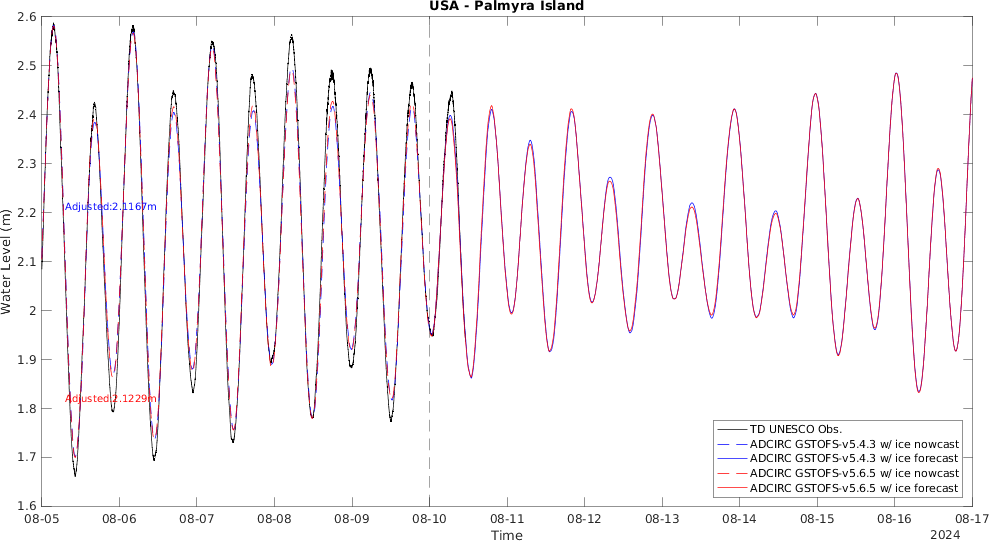 USA - Palmyra Island
2.6
2.5
2.4
2.3
2.2
2.1
2
1.9
1.8
1.7
1.6
Water Level (m)
Adjusted:2.1167m
Adjusted:2.1229m
TD UNESCO Obs.
ADCIRC GSTOFS-v5.4.3 w/ ice nowcast
ADCIRC GSTOFS-v5.4.3 w/ ice forecast
ADCIRC GSTOFS-v5.6.5 w/ ice nowcast
ADCIRC GSTOFS-v5.6.5 w/ ice forecast
08-05 08-06 08-07 08-08 08-09 08-10 08-11 08-12 08-13 08-14 08-15 08-16 08-17
Time
2024